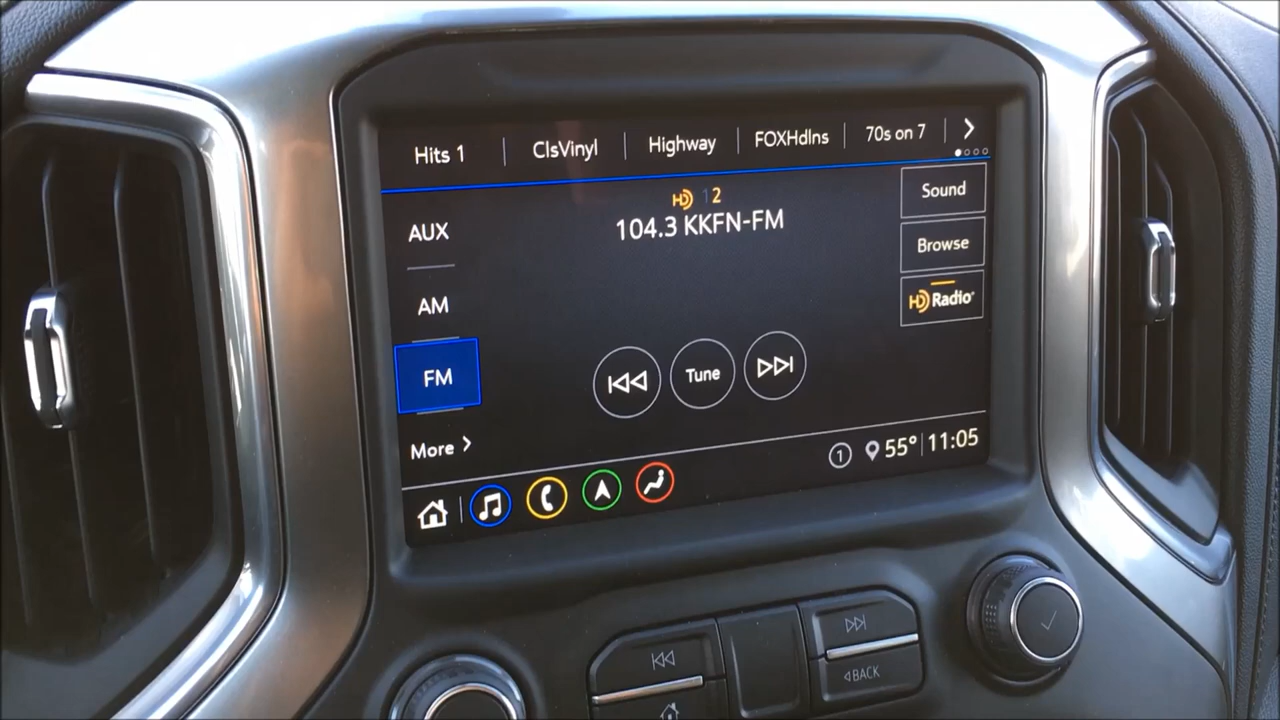 Hits 1
ClsVinyl
Highway
FOXHdlns
70s on 7
HD 1 2
104.3 KKFN-FM
AUX
AM
FM
More
Sound
Browse
HD Radio
Tune
1
55°
11:05
BACK